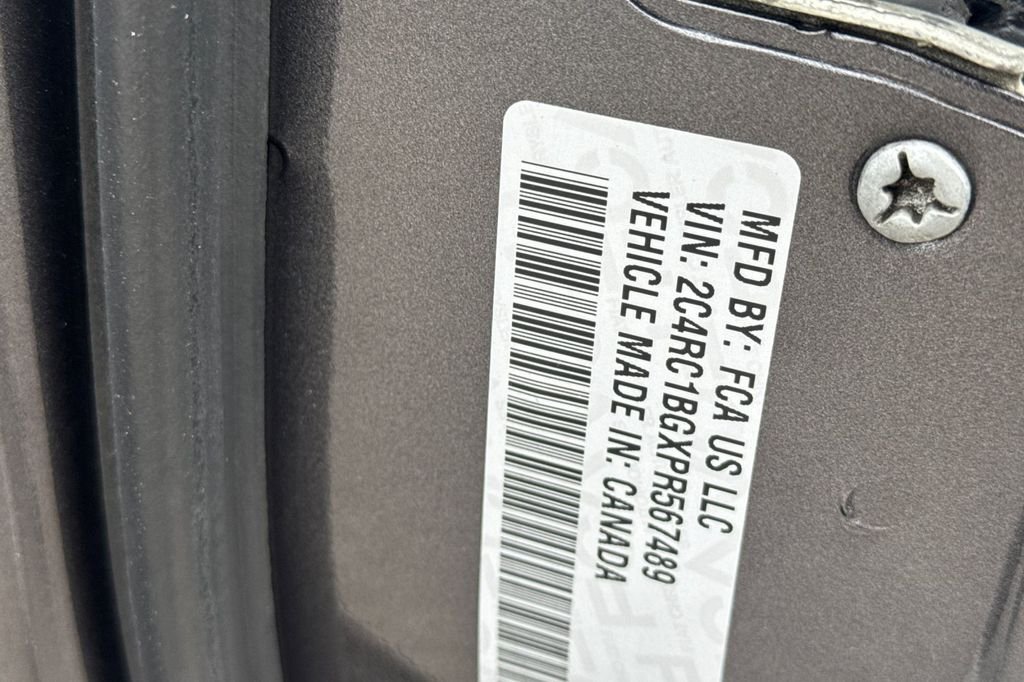 MFD BY: FCA US LLC
VIN: 2C4RC1BGXPR567489
VEHICLE MADE IN: CANADA